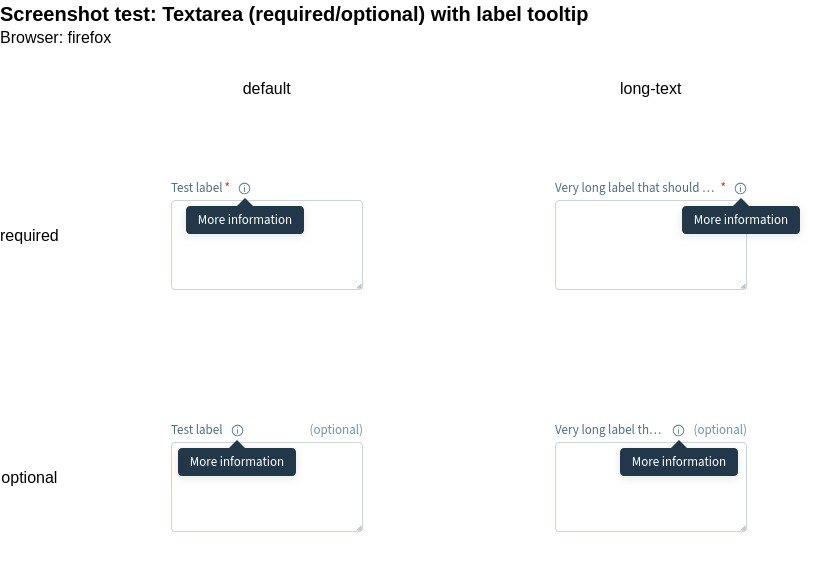 Screenshot test: Textarea (required/optional) with label tooltip
Browser: firefox
default long-text
Test label * Very long label that should … *
More information More information
required
Test label (optional) Very long label th… (optional)
More information More information
optional